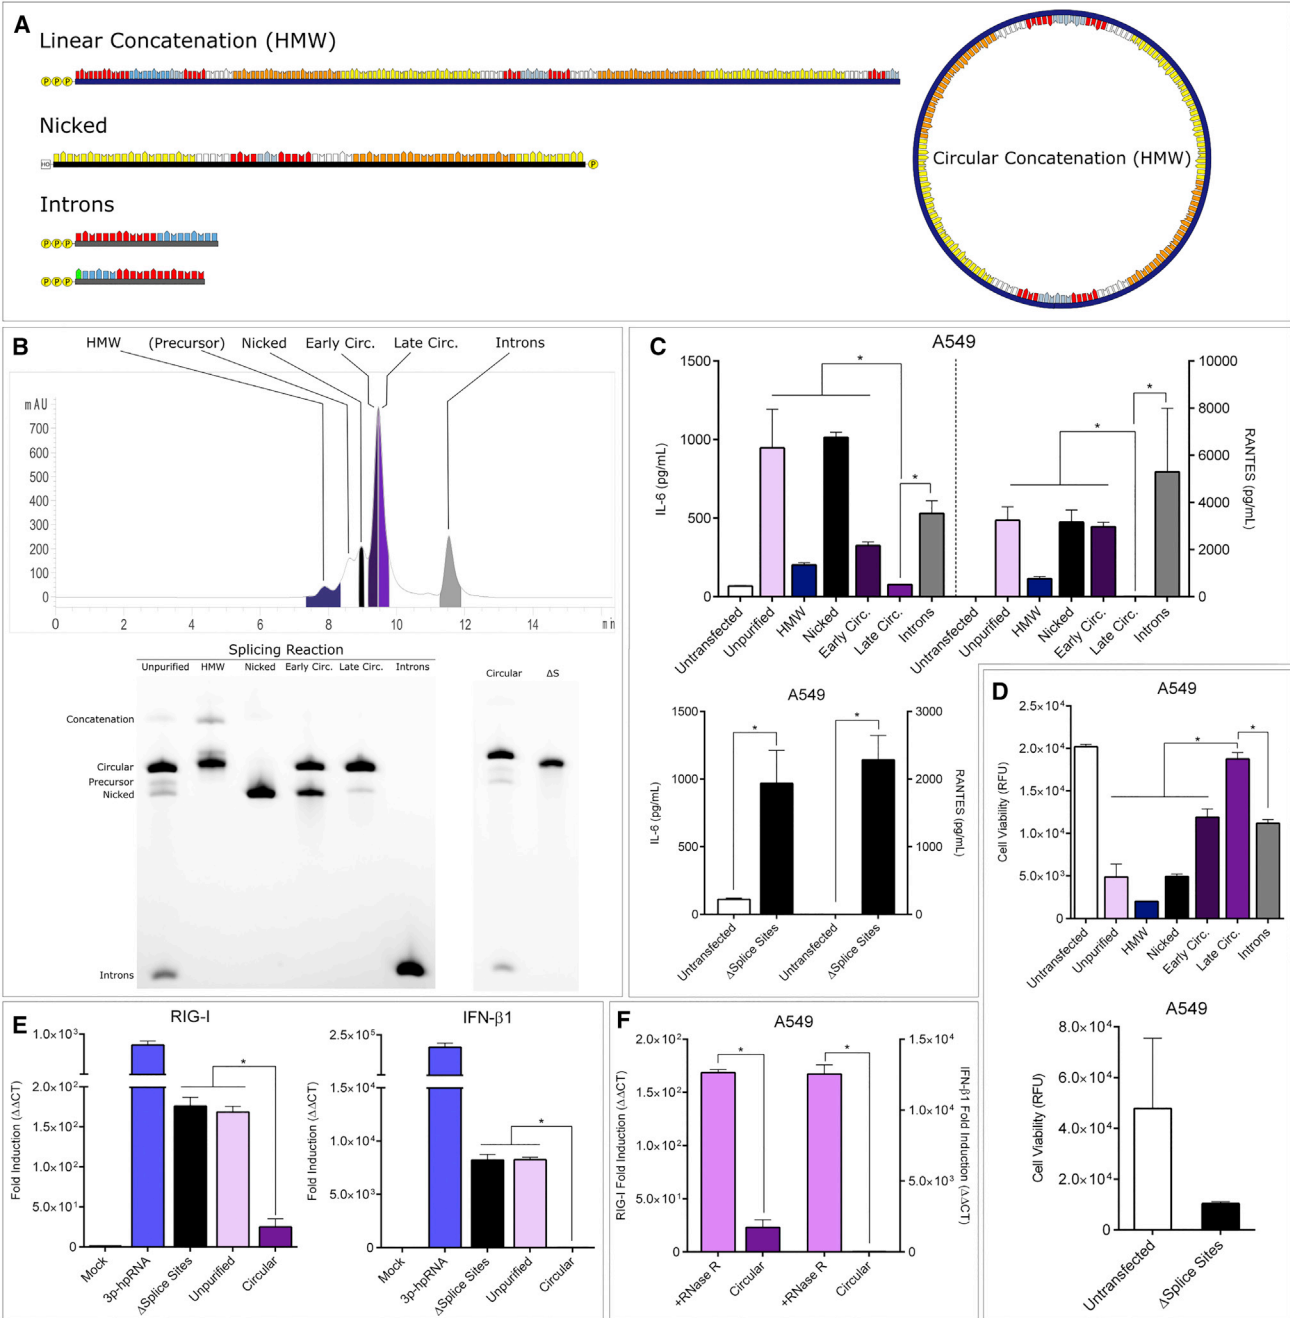 A
Linear Concatenation (HMW)
P P P
Nicked
HO
P
Introns
P P P
P P P
Circular Concatenation (HMW)
B
HMW (Precursor) Nicked Early Circ. Late Circ. Introns
mAU
700
600
500
400
300
200
100
0
0 2 4 6 8 10 12 14
Splicing Reaction
Unpurified HMW Nicked Early Circ. Late Circ. Introns
Circular ΔS
Concatenation
Circular
Precursor
Nicked
Introns
C
A549
1500
1000
500
0
IL-6 (pg/mL)
10000
8000
6000
4000
2000
0
RANTES (pg/mL)
* * * *
Untransfected Unpurified HMW Nicked Early Circ. Late Circ. Introns
Untransfected Unpurified HMW Nicked Early Circ. Late Circ. Introns
A549
1500
1000
500
0
IL-6 (pg/mL)
3000
2000
1000
0
RANTES (pg/mL)
* *
Untransfected ΔSplice Sites Untransfected ΔSplice Sites
D
A549
2.5×10⁴
2.0×10⁴
1.5×10⁴
1.0×10⁴
5.0×10³
0
Cell Viability (RFU)
* *
Untransfected Unpurified HMW Nicked Early Circ. Late Circ. Introns
A549
8.0×10⁴
6.0×10⁴
4.0×10⁴
2.0×10⁴
0
Cell Viability (RFU)
Untransfected ΔSplice Sites
E
RIG-I
1.0×10³
2.0×10²
1.5×10²
1.0×10²
5.0×10¹
0
Fold Induction (ΔΔCT)
*
Mock 3p-hpRNA ΔSplice Sites Unpurified Circular
IFN-β1
2.5×10⁵
1.5×10⁴
1.0×10⁴
5.0×10³
0
Fold Induction (ΔΔCT)
*
Mock 3p-hpRNA ΔSplice Sites Unpurified Circular
F
A549
2.0×10²
1.5×10²
1.0×10²
5.0×10¹
0
RIG-I Fold Induction (ΔΔCT)
1.5×10⁴
1.0×10⁴
5.0×10³
0
IFN-β1 Fold Induction (ΔΔCT)
* *
+RNase R Circular +RNase R Circular